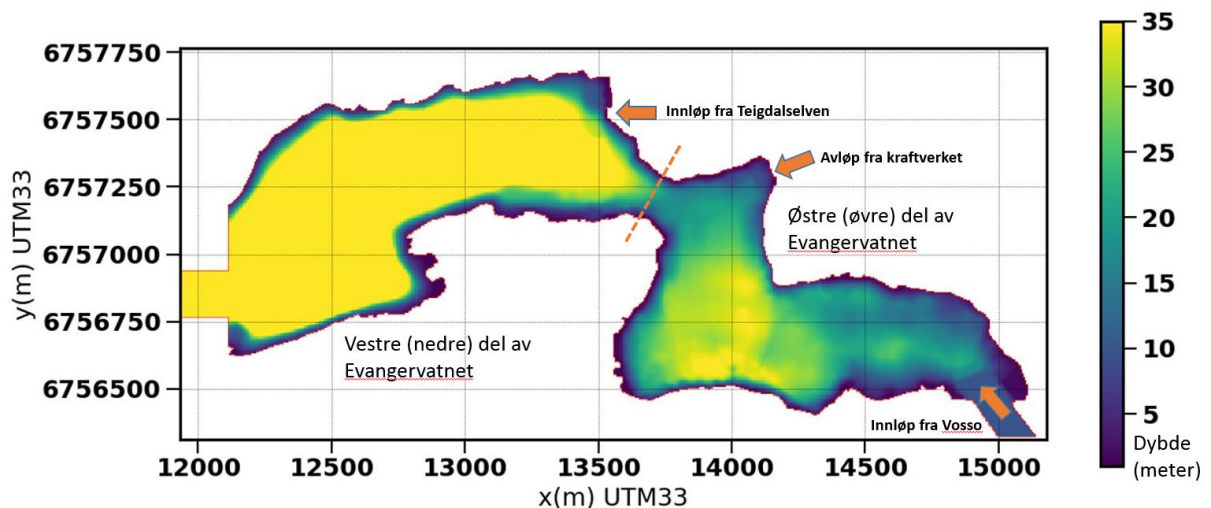 6757750
6757500
6757250
6757000
6756750
6756500
y(m) UTM33
12000
12500
13000
13500
14000
14500
15000
x(m) UTM33
Innløp fra Teigdalselven
Avløp fra kraftverket
Østre (øvre) del av
Evangervatnet
Vestre (nedre) del av
Evangervatnet
Innløp fra Vosso
35
30
25
20
15
10
5
Dybde
(meter)